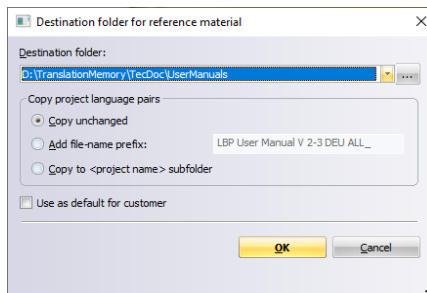 Destination folder for reference material
Destination folder:
D:\TranslationMemory\TecDoc\UserManuals
...
Copy project language pairs
Copy unchanged
Add file-name prefix:
LBP User Manual V 2-3 DEU ALL_
Copy to <project name> subfolder
Use as default for customer
OK
Cancel